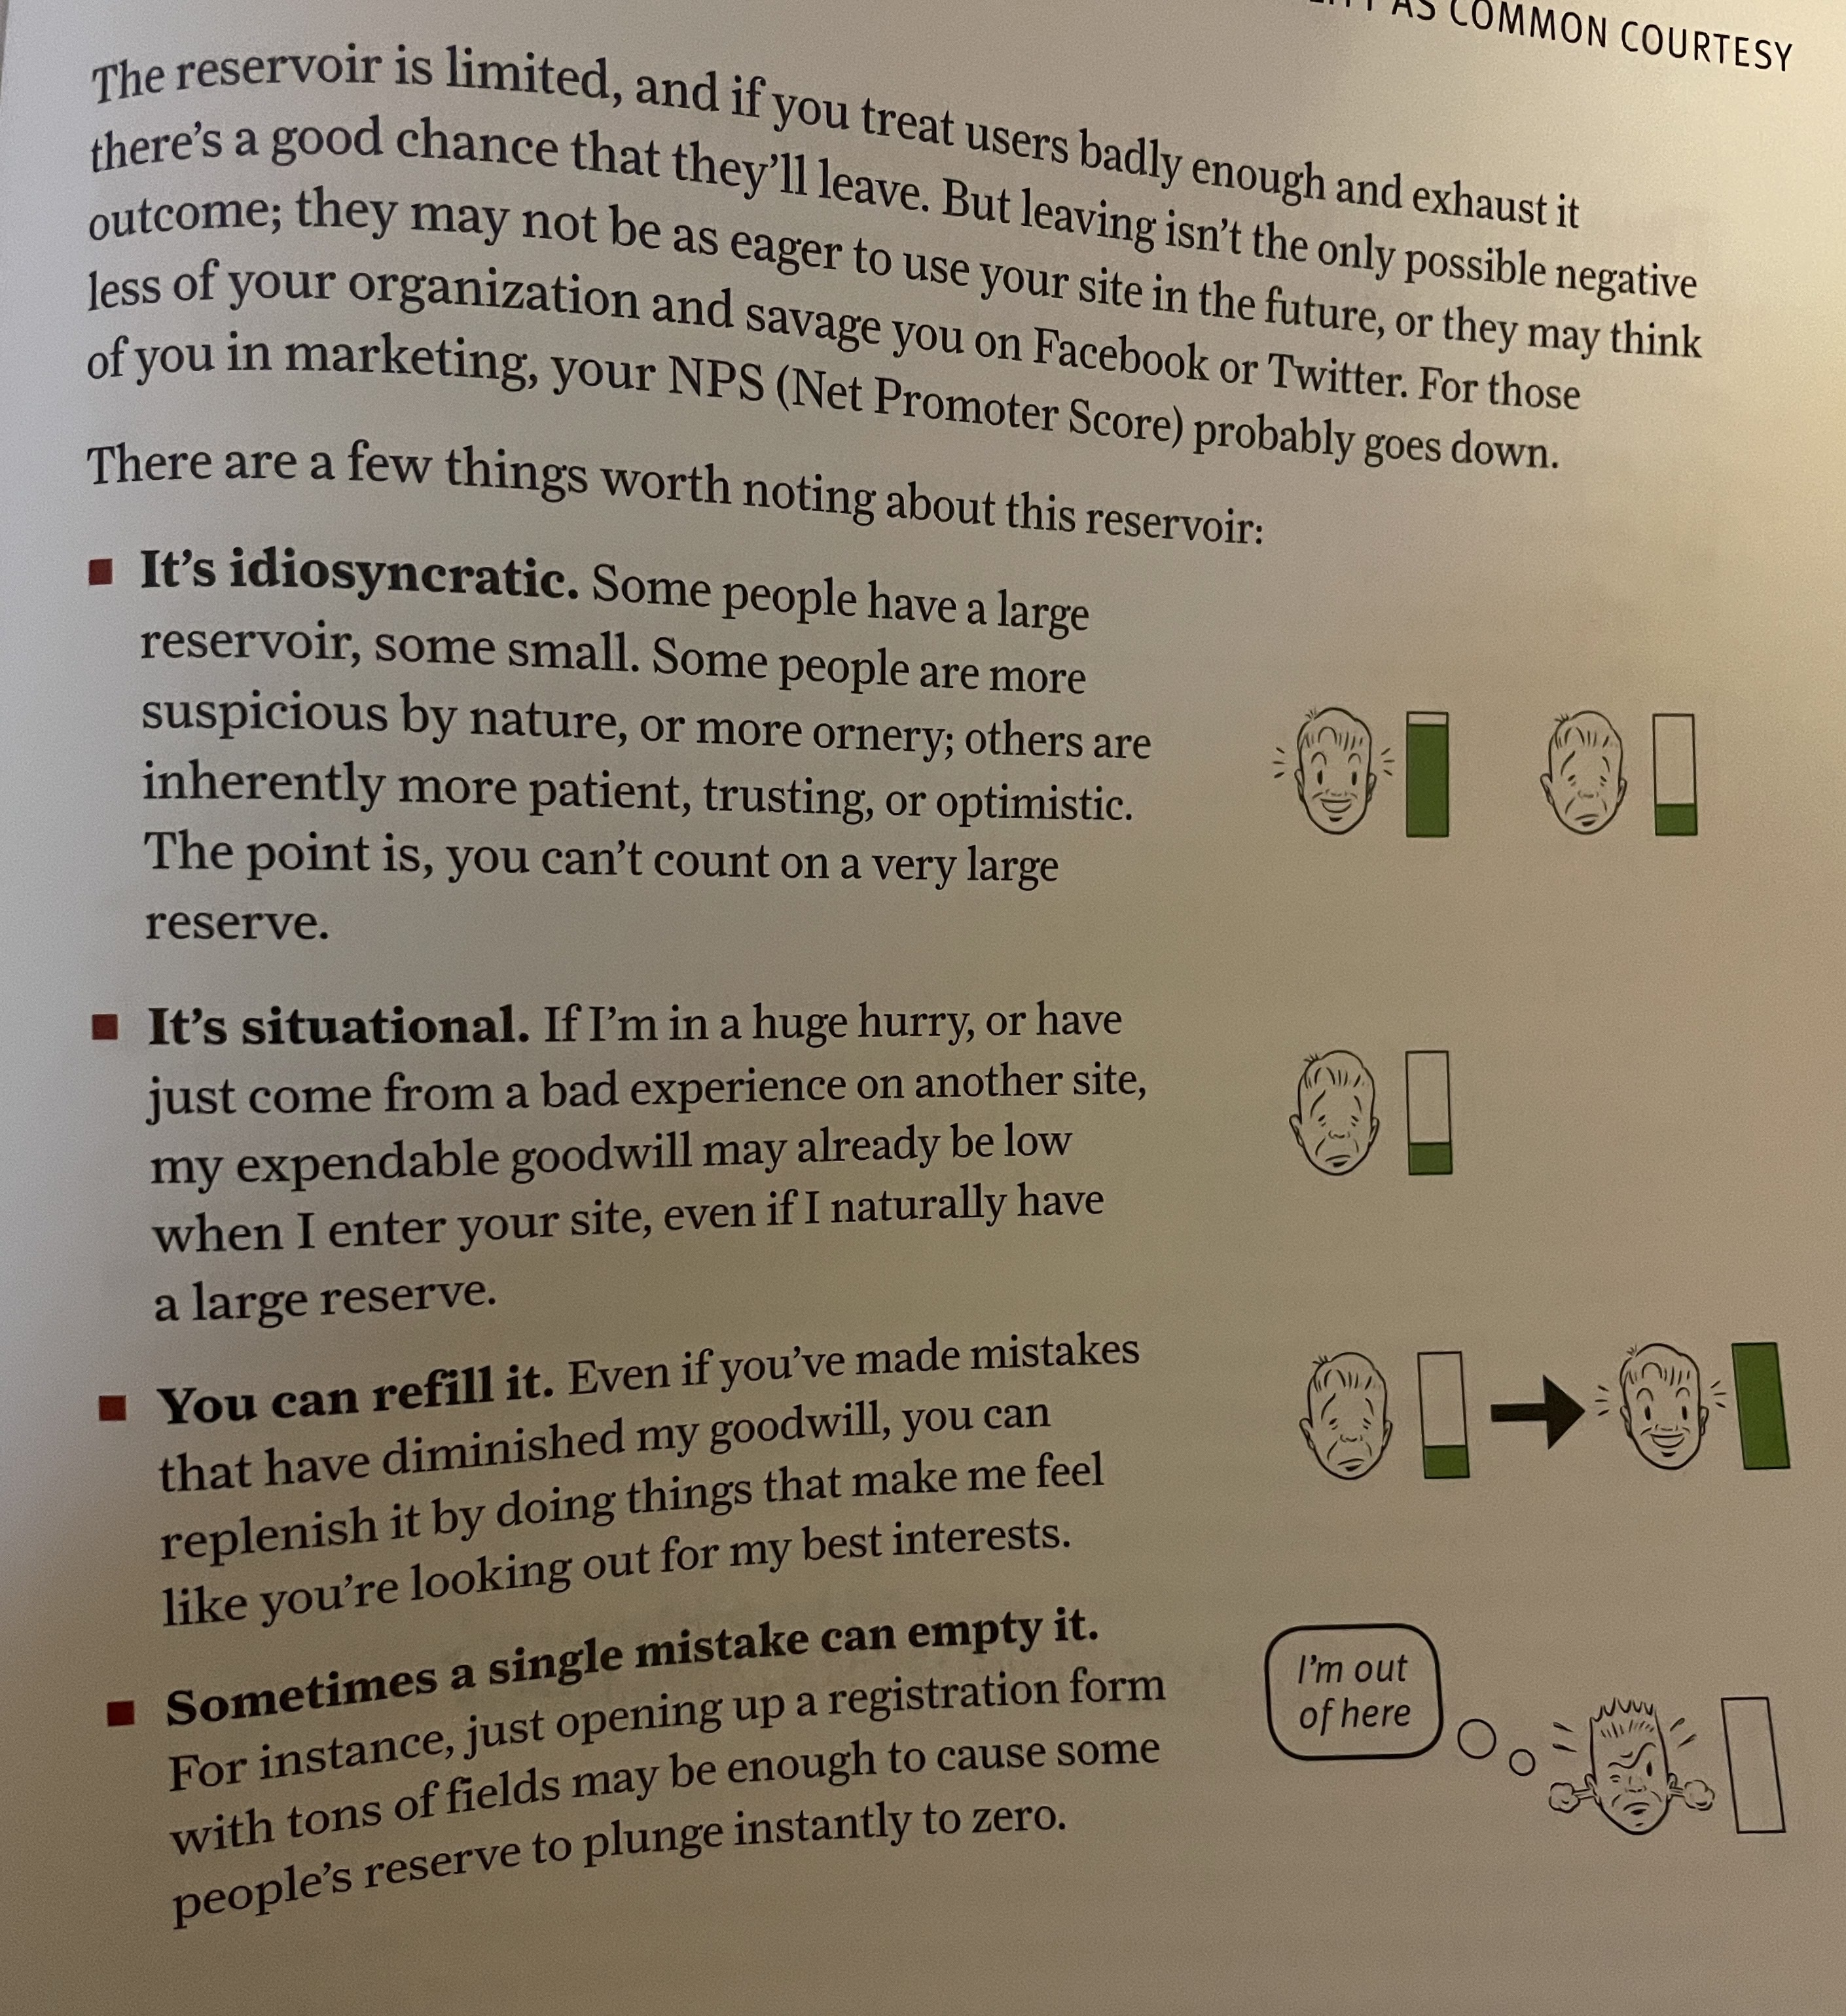 AS COMMON COURTESY
The reservoir is limited, and if you treat users badly enough and exhaust it
there's a good chance that they'll leave. But leaving isn't the only possible negative
outcome; they may not be as eager to use your site in the future, or they may think
less of your organization and savage you on Facebook or Twitter. For those
of you in marketing, your NPS (Net Promoter Score) probably goes down.
There are a few things worth noting about this reservoir:
■ It's idiosyncratic. Some people have a large
reservoir, some small. Some people are more
suspicious by nature, or more ornery; others are
inherently more patient, trusting, or optimistic.
The point is, you can't count on a very large
reserve.
■ It's situational. If I'm in a huge hurry, or have
just come from a bad experience on another site,
my expendable goodwill may already be low
when I enter your site, even if I naturally have
a large reserve.
■ You can refill it. Even if you've made mistakes
that have diminished my goodwill, you can
replenish it by doing things that make me feel
like you're looking out for my best interests.
■ Sometimes a single mistake can empty it.
For instance, just opening up a registration form
with tons of fields may be enough to cause some
people's reserve to plunge instantly to zero.
I'm out
of here